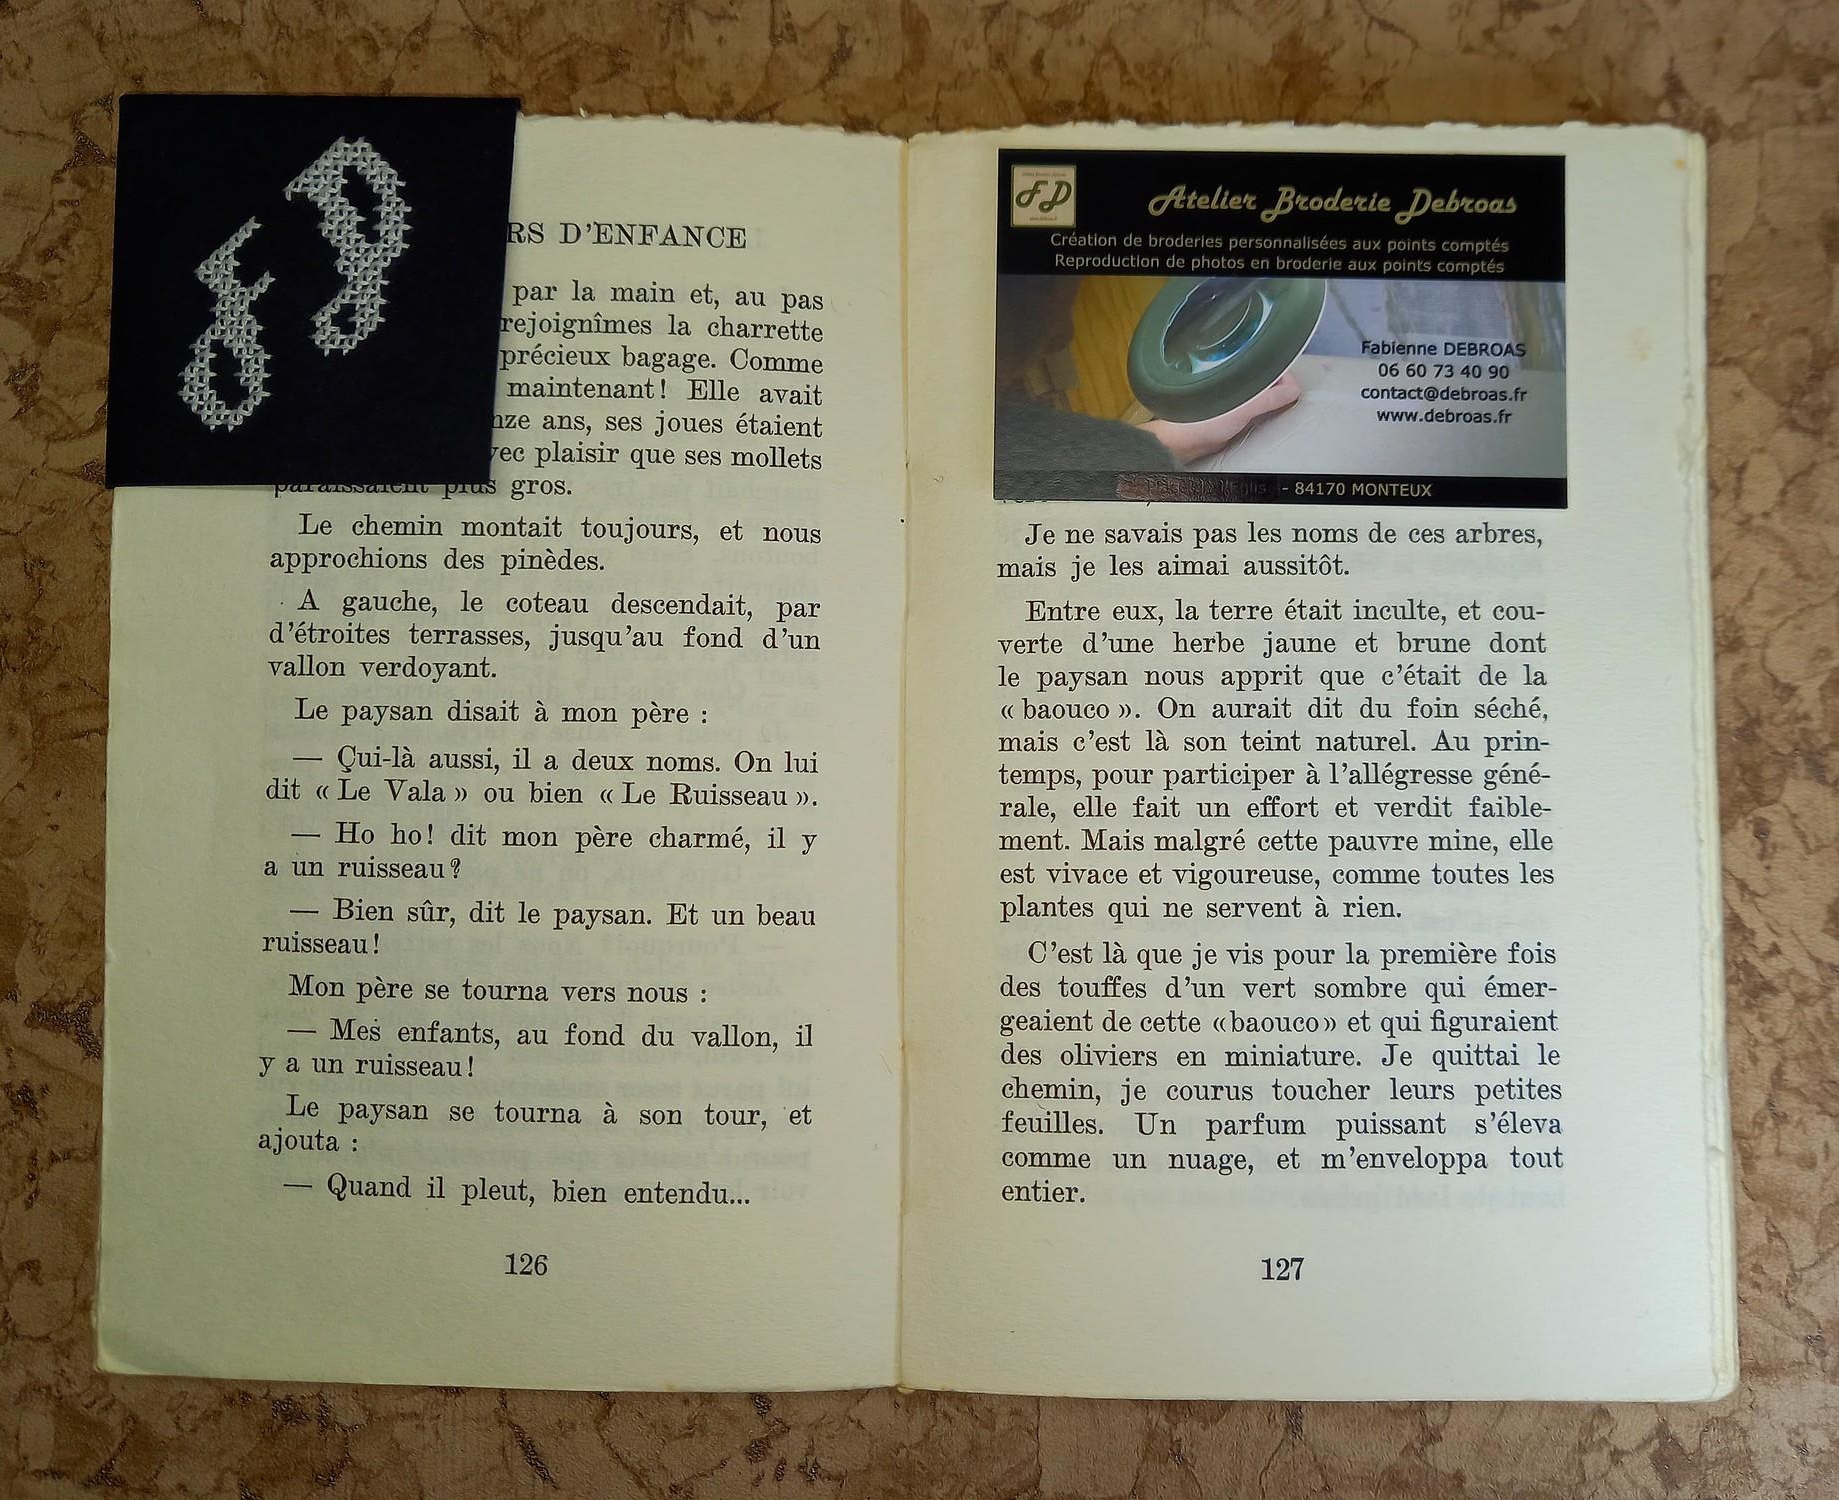 RS D'ENFANCE
par la main et, au pas
rejoignîmes la charrette
précieux bagage. Comme
maintenant! Elle avait
nze ans, ses joues étaient
vec plaisir que ses mollets
paraissaient plus gros.
Le chemin montait toujours, et nous
approchions des pinèdes.
A gauche, le coteau descendait, par
d'étroites terrasses, jusqu'au fond d'un
vallon verdoyant.
Le paysan disait à mon père :
— Çui-là aussi, il a deux noms. On lui
dit « Le Vala » ou bien « Le Ruisseau ».
— Ho ho! dit mon père charmé, il y
a un ruisseau?
— Bien sûr, dit le paysan. Et un beau
ruisseau!
Mon père se tourna vers nous :
— Mes enfants, au fond du vallon, il
y a un ruisseau!
Le paysan se tourna à son tour, et
ajouta :
— Quand il pleut, bien entendu...
126
FD
Atelier Broderie Debroas
Création de broderies personnalisées aux points comptés
Reproduction de photos en broderie aux points comptés
Fabienne DEBROAS
06 60 73 40 90
contact@debroas.fr
www.debroas.fr
- 84170 MONTEUX
Je ne savais pas les noms de ces arbres,
mais je les aimai aussitôt.
Entre eux, la terre était inculte, et cou-
verte d'une herbe jaune et brune dont
le paysan nous apprit que c'était de la
« baouco ». On aurait dit du foin séché,
mais c'est là son teint naturel. Au prin-
temps, pour participer à l'allégresse géné-
rale, elle fait un effort et verdit faible-
ment. Mais malgré cette pauvre mine, elle
est vivace et vigoureuse, comme toutes les
plantes qui ne servent à rien.
C'est là que je vis pour la première fois
des touffes d'un vert sombre qui émer-
geaient de cette «baouco» et qui figuraient
des oliviers en miniature. Je quittai le
chemin, je courus toucher leurs petites
feuilles. Un parfum puissant s'éleva
comme un nuage, et m'enveloppa tout
entier.
127